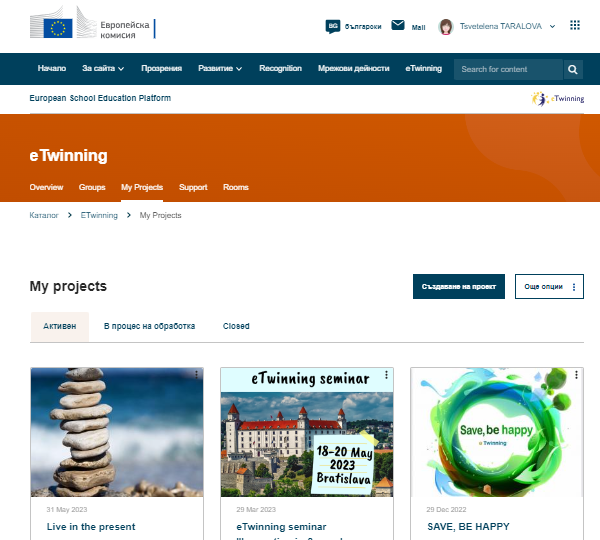 Европейска
комисия
BG български Mail Tsvetelena TARALOVA
Начало За сайта Прозрения Развитие Recognition Мрежови дейности eTwinning Search for content
European School Education Platform eTwinning
eTwinning
Overview Groups My Projects Support Rooms
Каталог ETwinning My Projects
My projects Създаване на проект Още опции
Активен В процес на обработка Closed
eTwinning seminar
18-20 May
2023
Bratislava
Save, be happy
eTwinning
31 May 2023
Live in the present
29 Mar 2023
eTwinning seminar
29 Dec 2022
SAVE, BE HAPPY